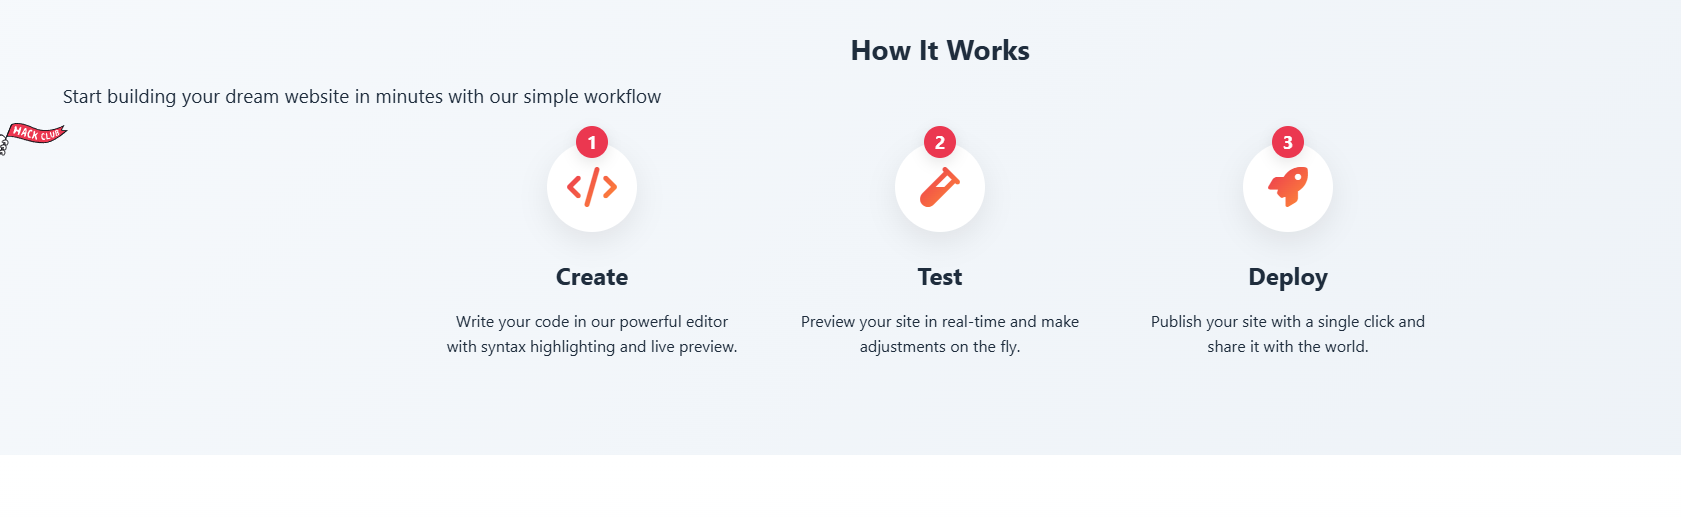 How It Works
Start building your dream website in minutes with our simple workflow
HACK CLUB
1
2
3
Create
Test
Deploy
Write your code in our powerful editor
with syntax highlighting and live preview.
Preview your site in real-time and make
adjustments on the fly.
Publish your site with a single click and
share it with the world.